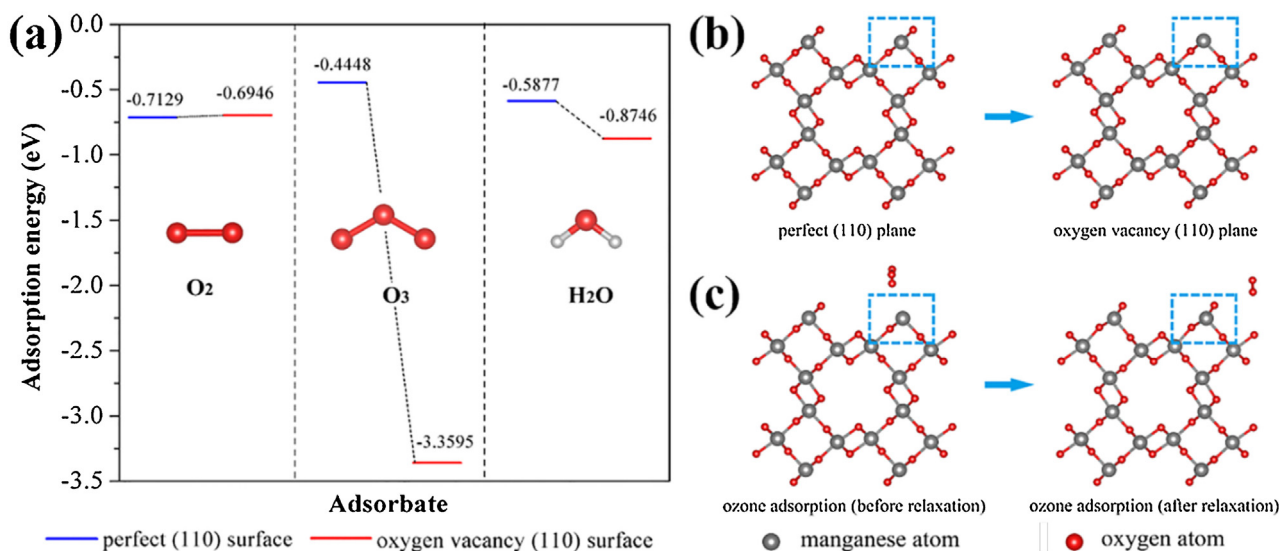 (a)
Adsorption energy (eV)
0.0
-0.5
-1.0
-1.5
-2.0
-2.5
-3.0
-3.5
-0.7129
-0.6946
-0.4448
-3.3595
-0.5877
-0.8746
O2
O3
H2O
Adsorbate
perfect (110) surface
oxygen vacancy (110) surface
(b)
perfect (110) plane
oxygen vacancy (110) plane
(c)
ozone adsorption (before relaxation)
ozone adsorption (after relaxation)
manganese atom
oxygen atom